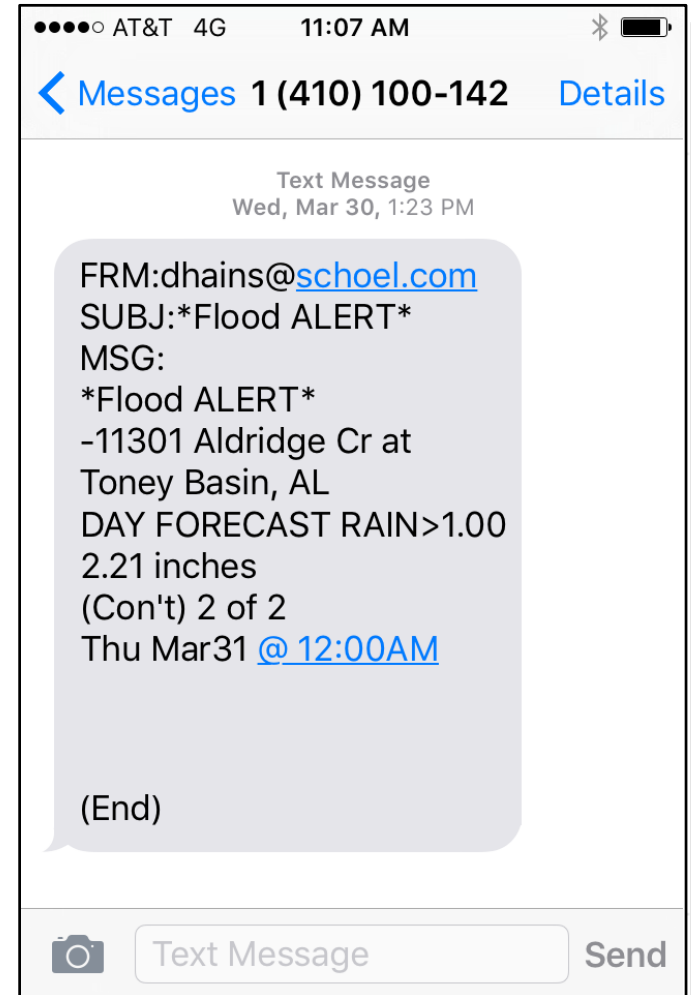 AT&T 4G 11:07 AM
Messages 1 (410) 100-142 Details
Text Message
Wed, Mar 30, 1:23 PM
FRM:dhains@schoel.com
SUBJ:*Flood ALERT*
MSG:
*Flood ALERT*
-11301 Aldridge Cr at
Toney Basin, AL
DAY FORECAST RAIN>1.00
2.21 inches
(Con't) 2 of 2
Thu Mar31 @ 12:00AM
(End)
Text Message Send